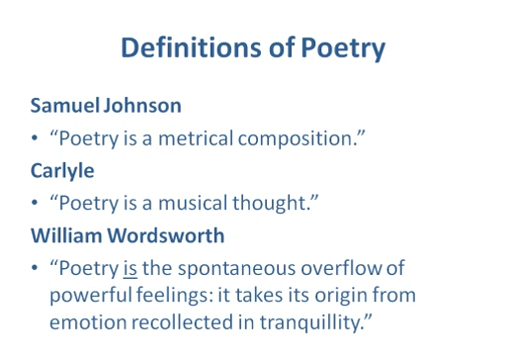 Definitions of Poetry
Samuel Johnson
• “Poetry is a metrical composition.”
Carlyle
• “Poetry is a musical thought.”
William Wordsworth
• “Poetry is the spontaneous overflow of
powerful feelings: it takes its origin from
emotion recollected in tranquillity.”